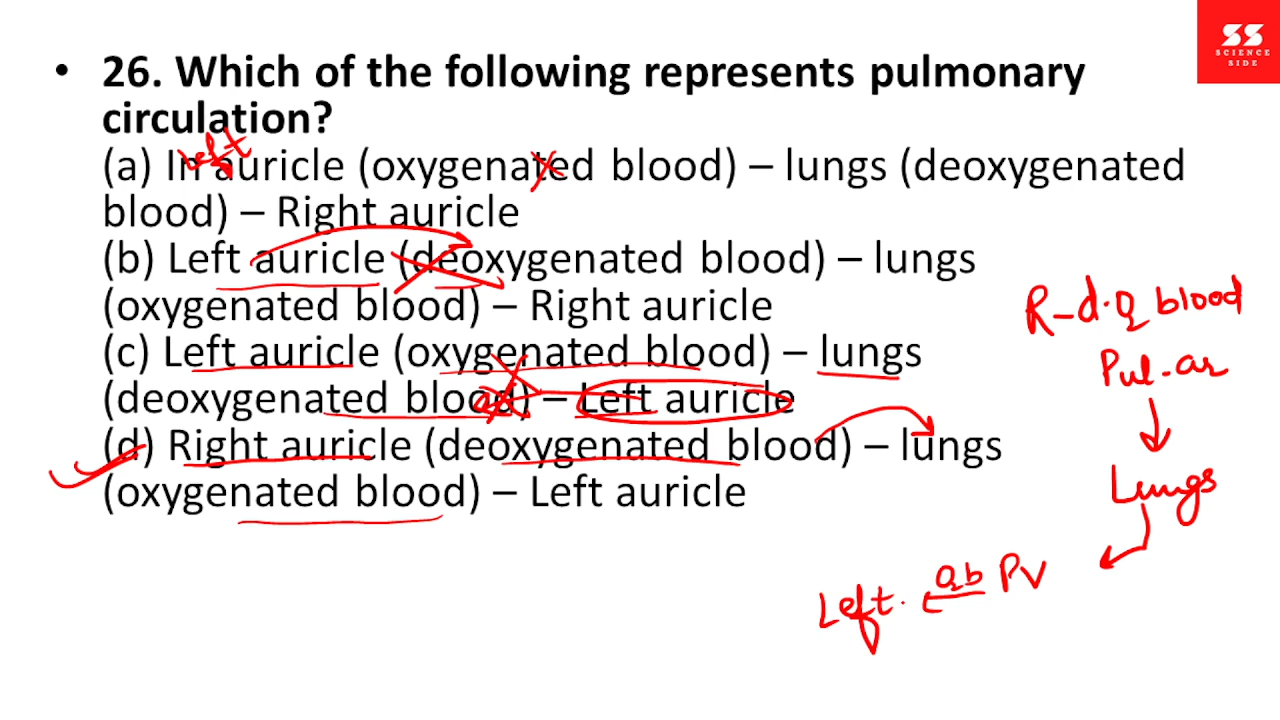 SS
SCIENCE
SIDE
• 26. Which of the following represents pulmonary
circulation?
left
(a) In auricle (oxygenated blood) – lungs (deoxygenated
blood) – Right auricle
(b) Left auricle (deoxygenated blood) – lungs
(oxygenated blood) – Right auricle
(c) Left auricle (oxygenated blood) – lungs
(deoxygenated blood) – Left auricle
(d) Right auricle (deoxygenated blood) – lungs
(oxygenated blood) – Left auricle
R-d.O blood
Pul-ar
Lungs
Left. ob PV